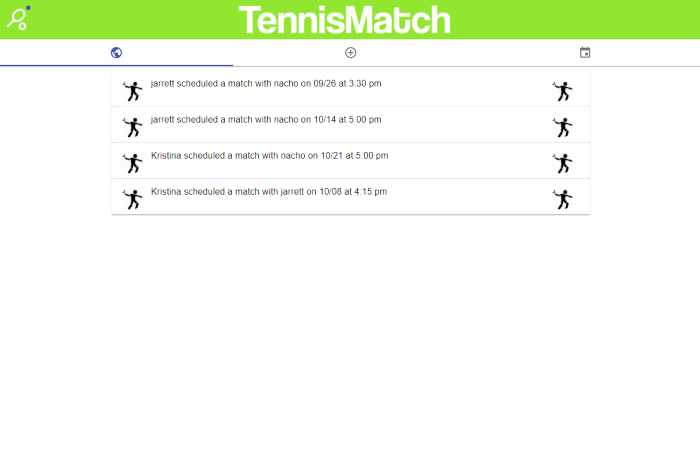 TennisMatch
jarrett scheduled a match with nacho on 09/26 at 3:30 pm
jarrett scheduled a match with nacho on 10/14 at 5:00 pm
Kristina scheduled a match with nacho on 10/21 at 5:00 pm
Kristina scheduled a match with jarrett on 10/08 at 4:15 pm